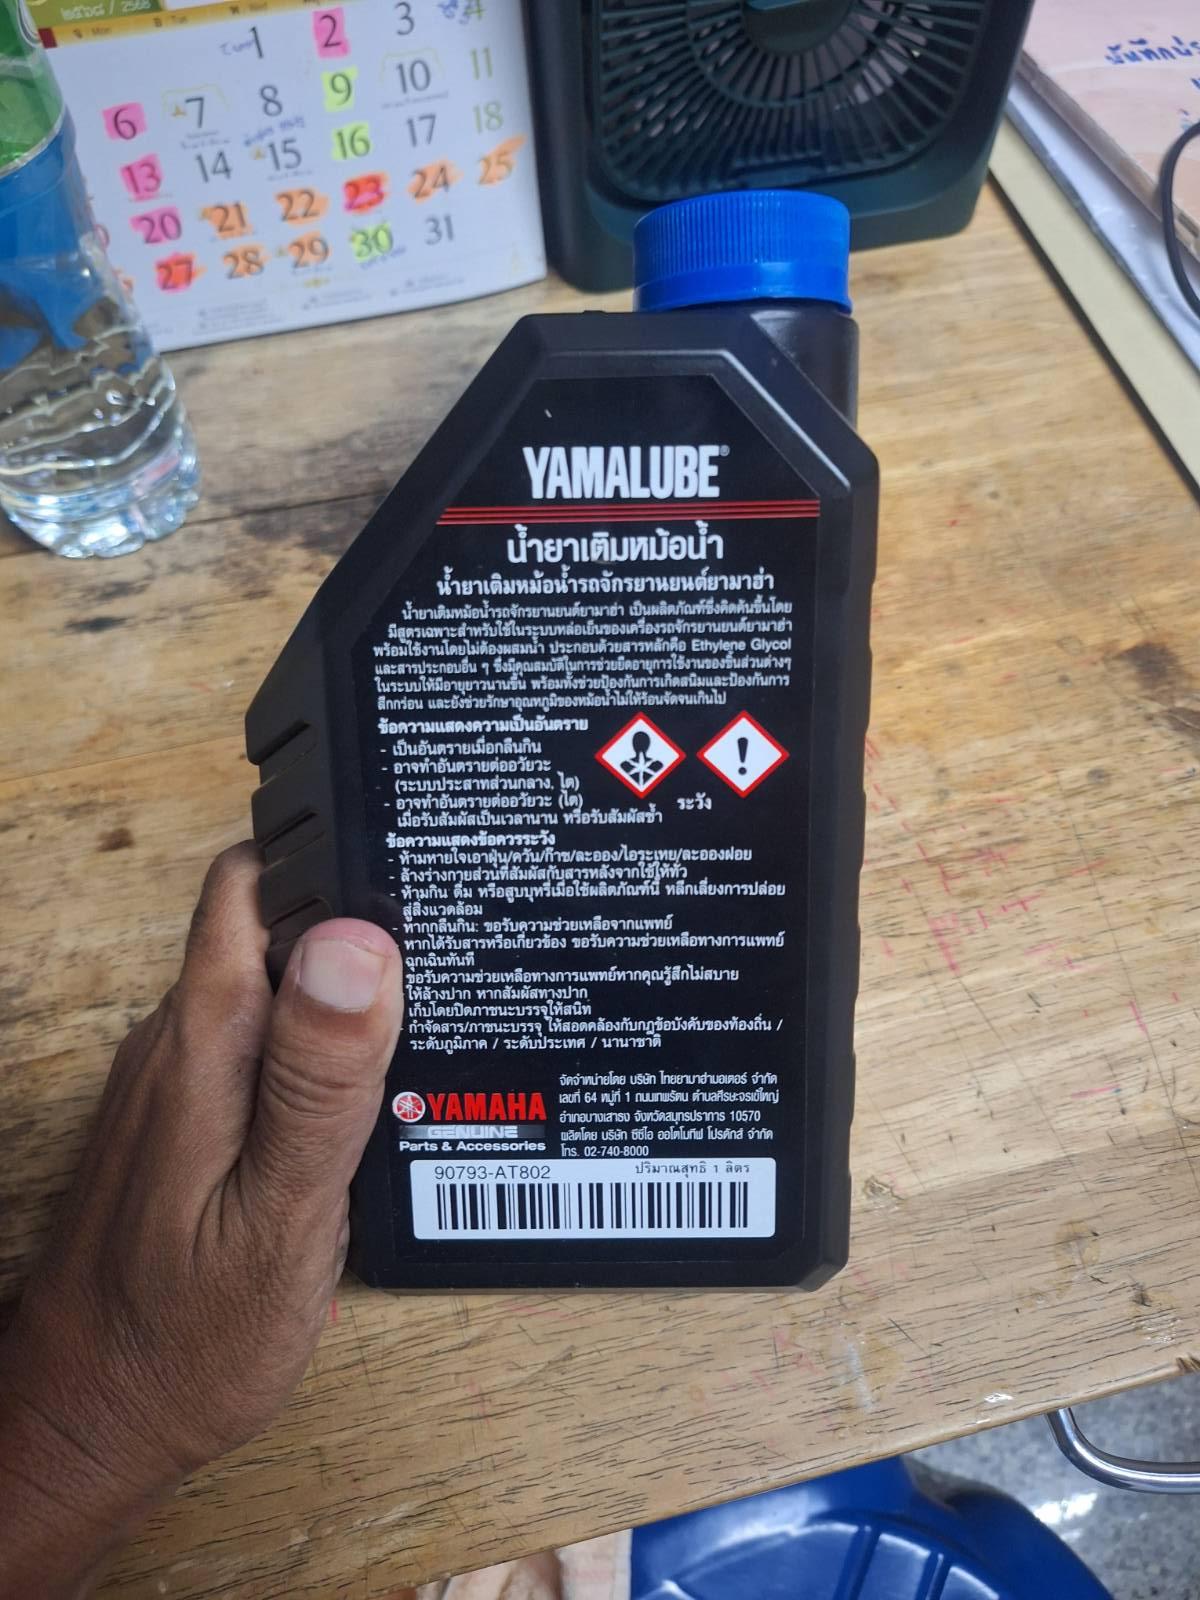 ๒๕๖๘ / 2568
จ Mon
อ Tue
พ Wed
1 2 3 4
6 7 8 9 10 11
13 14 15 16 17 18
20 21 22 23 24 25
27 28 29 30 31
YAMALUBE®
น้ำยาเติมหม้อน้ำ
น้ำยาเติมหม้อน้ำรถจักรยานยนต์ยามาฮ่า
น้ำยาเติมหม้อน้ำรถจักรยานยนต์ยามาฮ่า เป็นผลิตภัณฑ์ซึ่งคิดค้นขึ้นโดย
มีสูตรเฉพาะสำหรับใช้ในระบบหล่อเย็นของเครื่องรถจักรยานยนต์ยามาฮ่า
พร้อมใช้งานโดยไม่ต้องผสมน้ำ ประกอบด้วยสารหลักคือ Ethylene Glycol
และสารประกอบอื่น ๆ ซึ่งมีคุณสมบัติในการช่วยยืดอายุการใช้งานของชิ้นส่วนต่างๆ
ในระบบให้มีอายุยาวนานขึ้น พร้อมทั้งช่วยป้องกันการเกิดสนิมและป้องกันการ
สึกกร่อน และยังช่วยรักษาอุณหภูมิของหม้อน้ำไม่ให้ร้อนจัดจนเกินไป
ข้อความแสดงความเป็นอันตราย
- เป็นอันตรายเมื่อกลืนกิน
- อาจทำอันตรายต่ออวัยวะ
(ระบบประสาทส่วนกลาง, ไต)
- อาจทำอันตรายต่ออวัยวะ (ไต)
เมื่อรับสัมผัสเป็นเวลานาน หรือรับสัมผัสซ้ำ
ระวัง
ข้อความแสดงข้อควรระวัง
- ห้ามหายใจเอาฝุ่น/ควัน/ก๊าซ/ละออง/ไอระเหย/ละอองฝอย
- ล้างร่างกายส่วนที่สัมผัสกับสารหลังจากใช้ให้ทั่ว
- ห้ามกิน ดื่ม หรือสูบบุหรี่เมื่อใช้ผลิตภัณฑ์นี้ หลีกเลี่ยงการปล่อย
สู่สิ่งแวดล้อม
- หากกลืนกิน: ขอรับความช่วยเหลือจากแพทย์
- หากได้รับสารหรือเกี่ยวข้อง ขอรับความช่วยเหลือทางการแพทย์
ฉุกเฉินทันที
ขอรับความช่วยเหลือทางการแพทย์หากคุณรู้สึกไม่สบาย
ให้ล้างปาก หากสัมผัสทางปาก
เก็บโดยปิดภาชนะบรรจุให้สนิท
- กำจัดสาร/ภาชนะบรรจุ ให้สอดคล้องกับกฎข้อบังคับของท้องถิ่น /
ระดับภูมิภาค / ระดับประเทศ / นานาชาติ
YAMAHA
GENUINE
Parts & Accessories
จัดจำหน่ายโดย บริษัท ไทยยามาฮ่ามอเตอร์ จำกัด
เลขที่ 64 หมู่ที่ 1 ถนนเทพรัตน ตำบลศีรษะจรเข้ใหญ่
อำเภอบางเสาธง จังหวัดสมุทรปราการ 10570
ผลิตโดย บริษัท ซีซีไอ ออโตโมทีฟ โปรดักส์ จำกัด
โทร. 02-740-8000
90793-AT802
ปริมาณสุทธิ 1 ลิตร